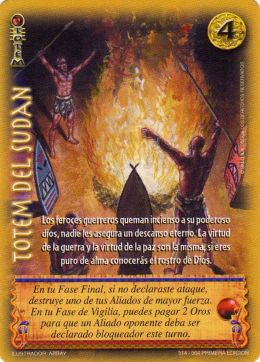 4
TOTEM DEL SUDAN
Los feroces guerreros queman incienso a su poderoso
dios, nadie les asegura un descanso eterno. La virtud
de la guerra y la virtud de la paz son la misma, si eres
puro de alma conocerás el rostro de Dios.
En tu Fase Final, si no declaraste ataque,
destruye uno de tus Aliados de mayor fuerza.
En tu Fase de Vigilia, puedes pagar 2 Oros
para que un Aliado oponente deba ser
declarado bloqueador este turno.
ILUSTRADOR: ABBAY
PRIMERA EDICION